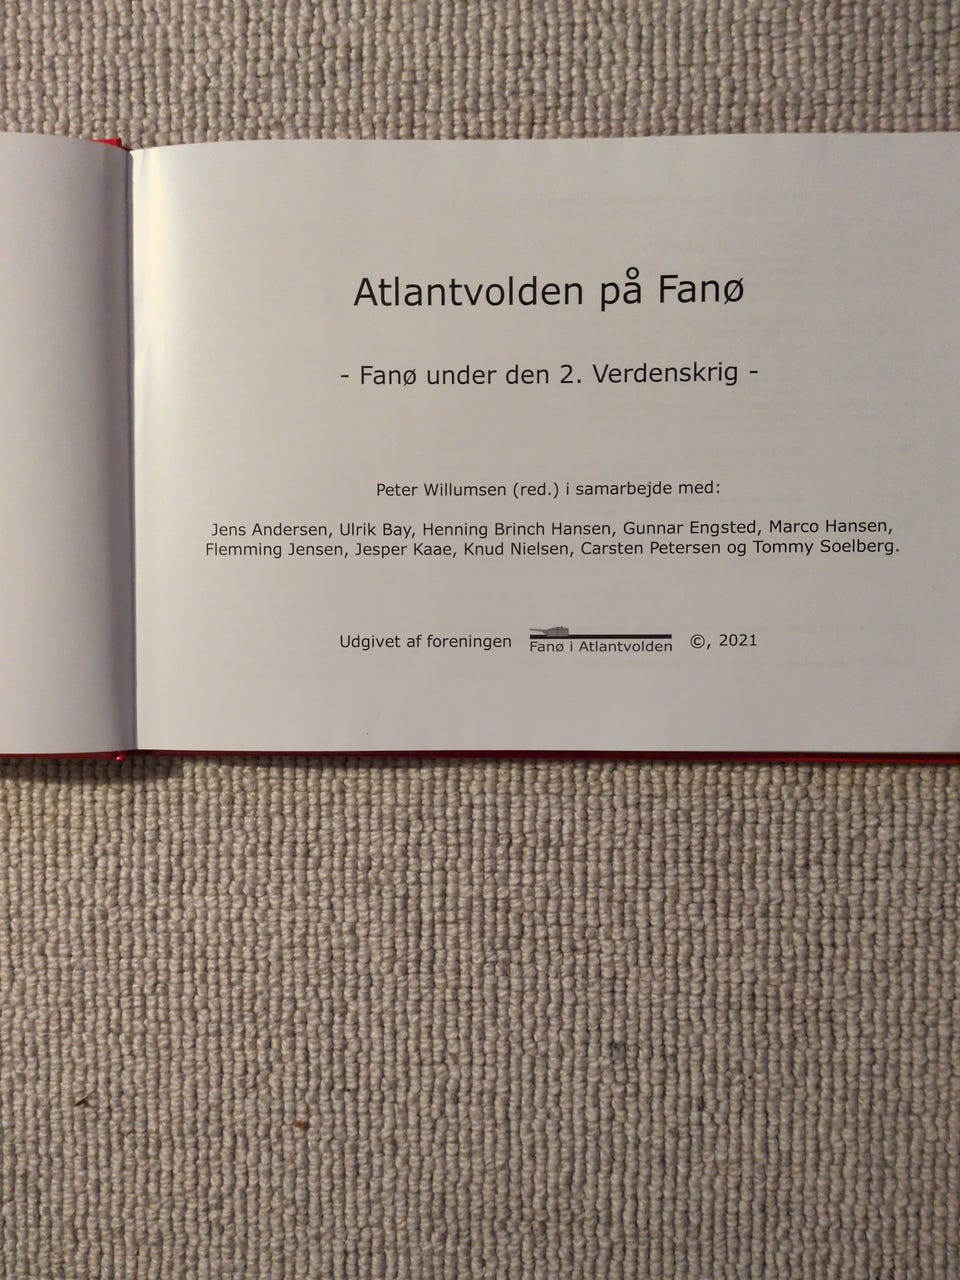 Atlantvolden på Fanø
- Fanø under den 2. Verdenskrig -
Peter Willumsen (red.) i samarbejde med:
Jens Andersen, Ulrik Bay, Henning Brinch Hansen, Gunnar Engsted, Marco Hansen,
Flemming Jensen, Jesper Kaae, Knud Nielsen, Carsten Petersen og Tommy Soelberg.
Udgivet af foreningen Fanø i Atlantvolden ©, 2021